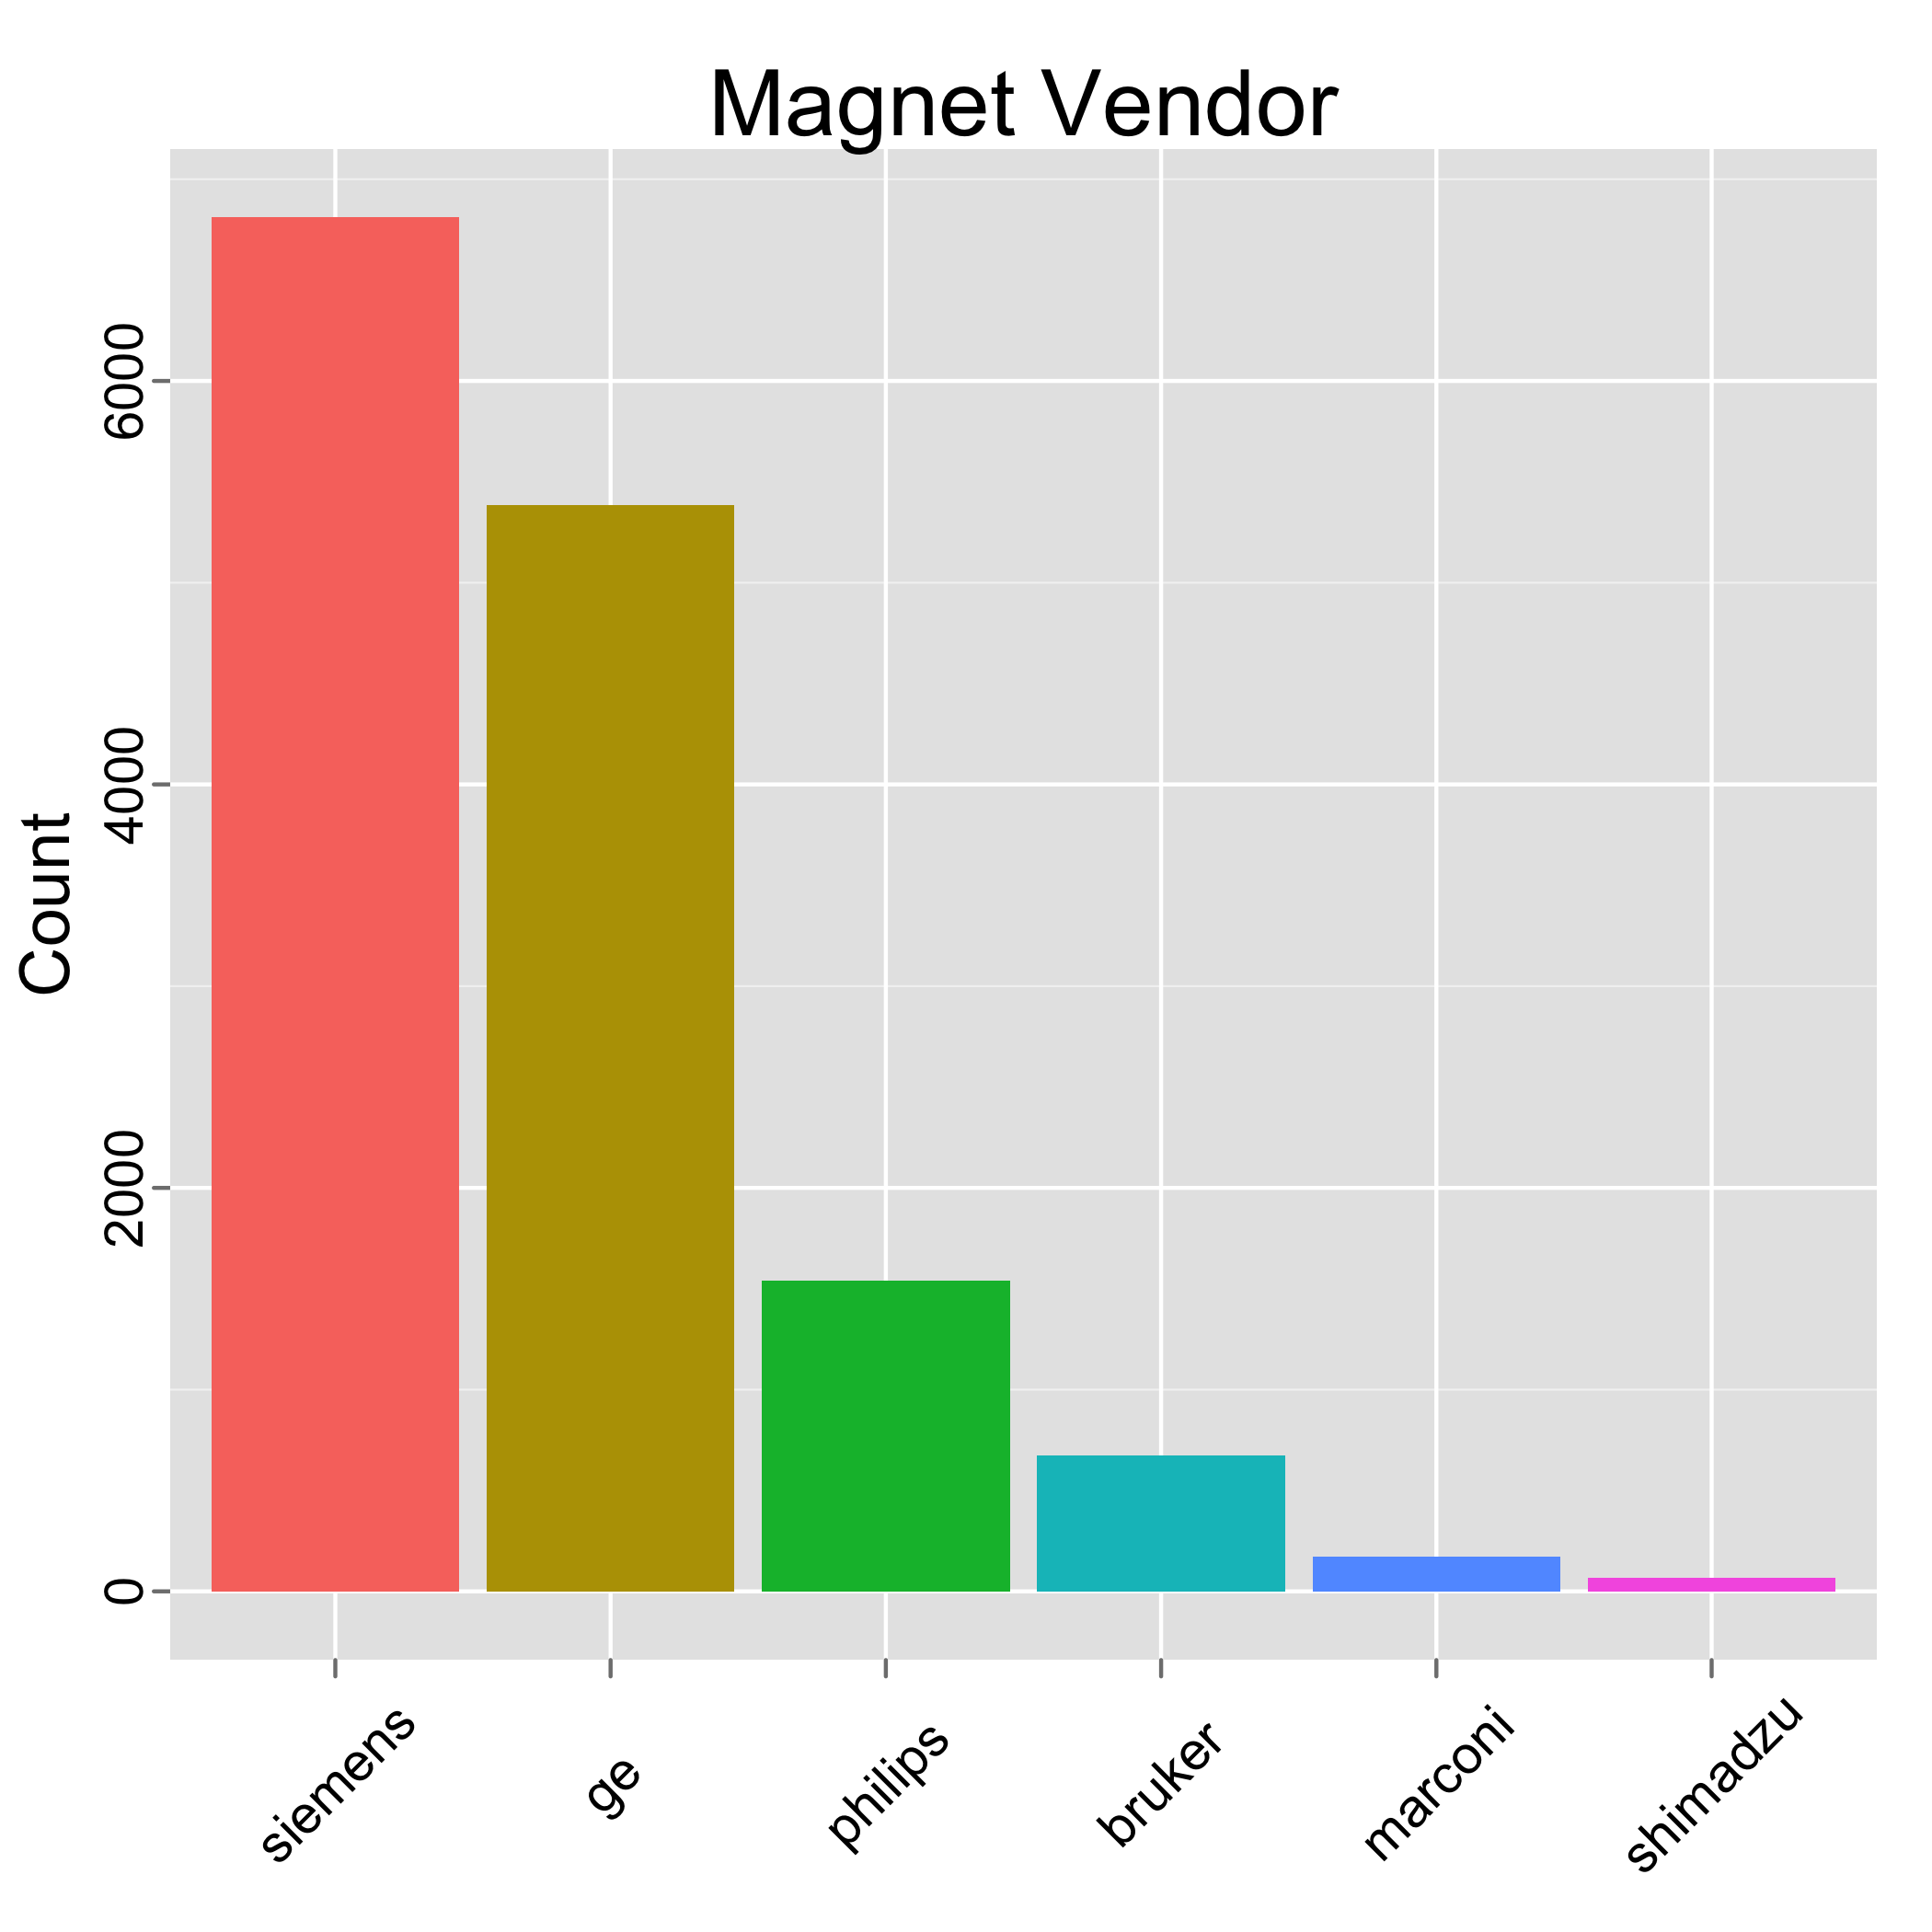 Magnet Vendor
Count
6000
4000
2000
0
siemens
ge
philips
bruker
marconi
shimadzu